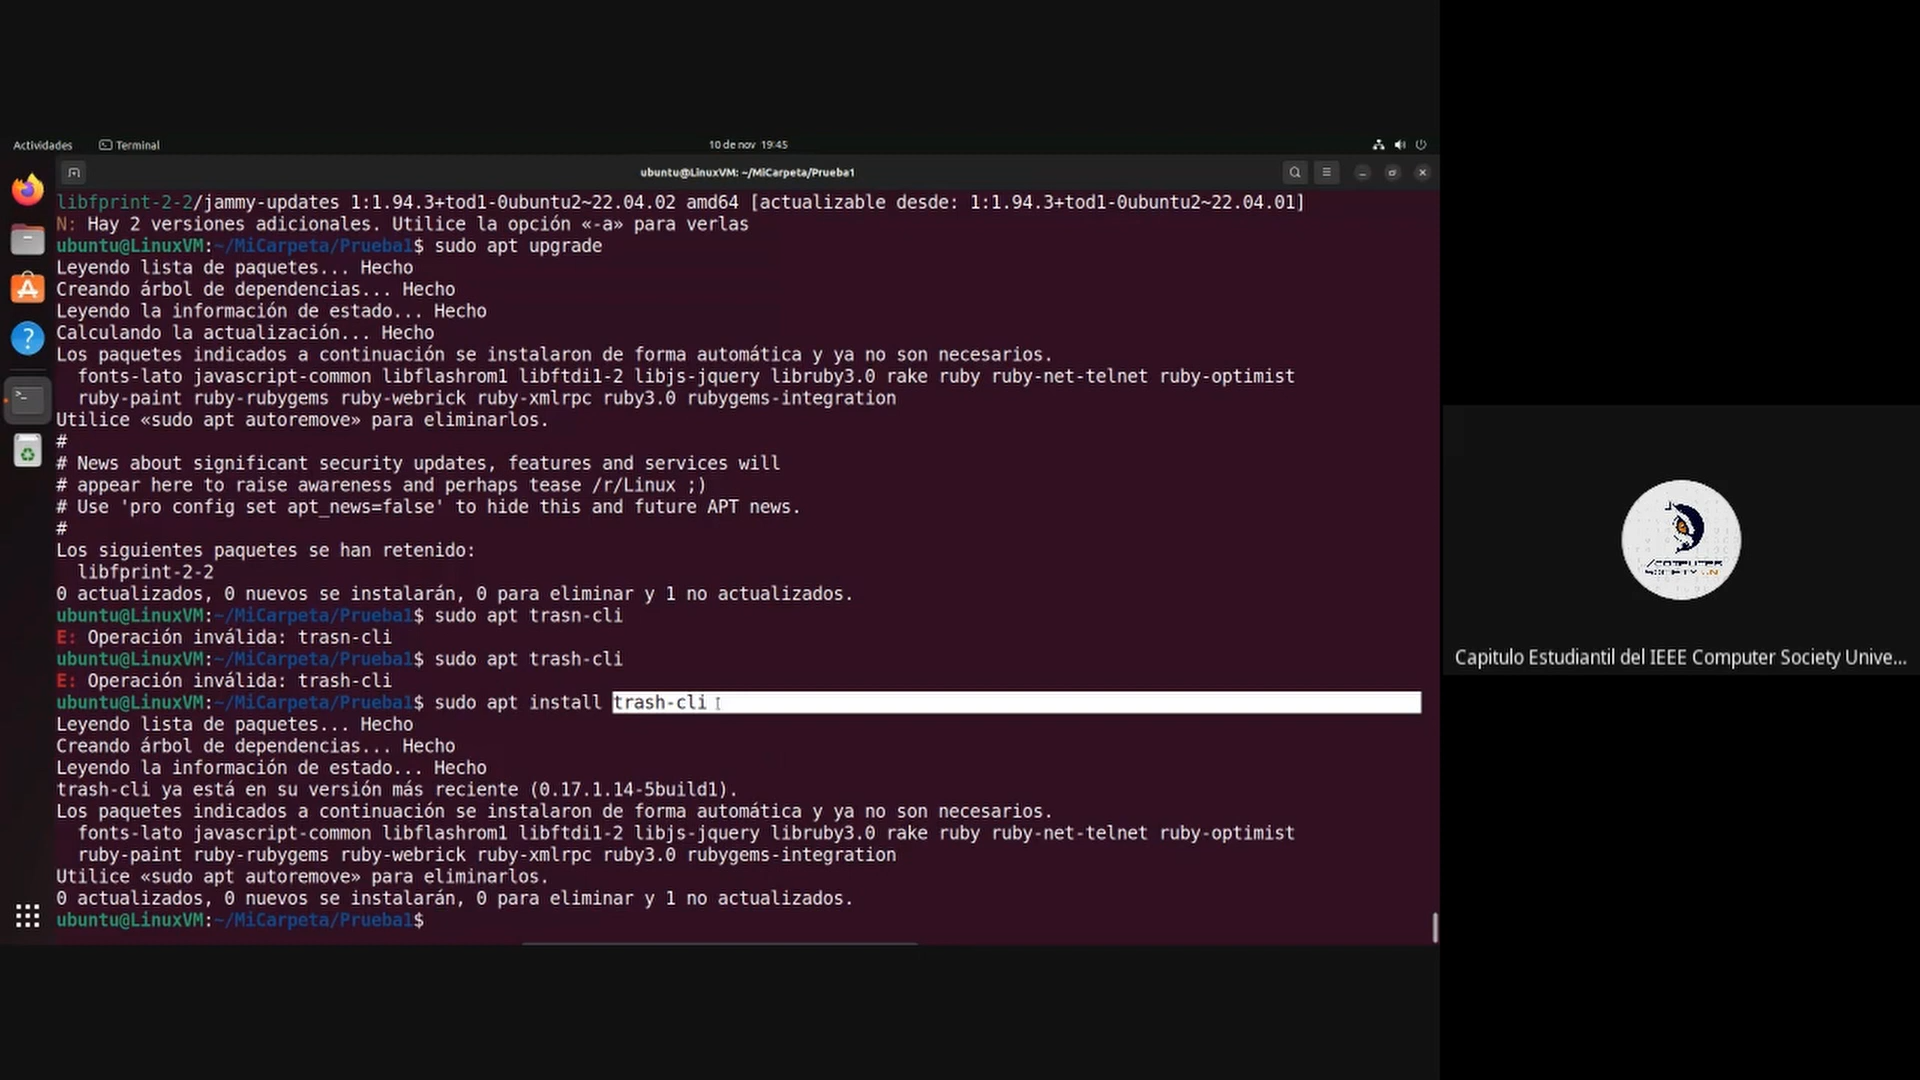 Actividades Terminal 10 de nov 19:45
ubuntu@LinuxVM: ~/MiCarpeta/Prueba1
libfprint-2-2/jammy-updates 1:1.94.3+tod1-0ubuntu2~22.04.02 amd64 [actualizable desde: 1:1.94.3+tod1-0ubuntu2~22.04.01]
N: Hay 2 versiones adicionales. Utilice la opción «-a» para verlas
ubuntu@LinuxVM:~/MiCarpeta/Prueba1$ sudo apt upgrade
Leyendo lista de paquetes... Hecho
Creando árbol de dependencias... Hecho
Leyendo la información de estado... Hecho
Calculando la actualización... Hecho
Los paquetes indicados a continuación se instalaron de forma automática y ya no son necesarios.
fonts-lato javascript-common libflashrom1 libftdi1-2 libjs-jquery libruby3.0 rake ruby ruby-net-telnet ruby-optimist
ruby-paint ruby-rubygems ruby-webrick ruby-xmlrpc ruby3.0 rubygems-integration
Utilice «sudo apt autoremove» para eliminarlos.
#
# News about significant security updates, features and services will
# appear here to raise awareness and perhaps tease /r/Linux ;)
# Use 'pro config set apt_news=false' to hide this and future APT news.
#
Los siguientes paquetes se han retenido:
libfprint-2-2
0 actualizados, 0 nuevos se instalarán, 0 para eliminar y 1 no actualizados.
ubuntu@LinuxVM:~/MiCarpeta/Prueba1$ sudo apt trasn-cli
E: Operación inválida: trasn-cli
ubuntu@LinuxVM:~/MiCarpeta/Prueba1$ sudo apt trash-cli
E: Operación inválida: trash-cli
ubuntu@LinuxVM:~/MiCarpeta/Prueba1$ sudo apt install trash-cli
Leyendo lista de paquetes... Hecho
Creando árbol de dependencias... Hecho
Leyendo la información de estado... Hecho
trash-cli ya está en su versión más reciente (0.17.1.14-5build1).
Los paquetes indicados a continuación se instalaron de forma automática y ya no son necesarios.
fonts-lato javascript-common libflashrom1 libftdi1-2 libjs-jquery libruby3.0 rake ruby ruby-net-telnet ruby-optimist
ruby-paint ruby-rubygems ruby-webrick ruby-xmlrpc ruby3.0 rubygems-integration
Utilice «sudo apt autoremove» para eliminarlos.
0 actualizados, 0 nuevos se instalarán, 0 para eliminar y 1 no actualizados.
ubuntu@LinuxVM:~/MiCarpeta/Prueba1$
Capitulo Estudiantil del IEEE Computer Society Unive...